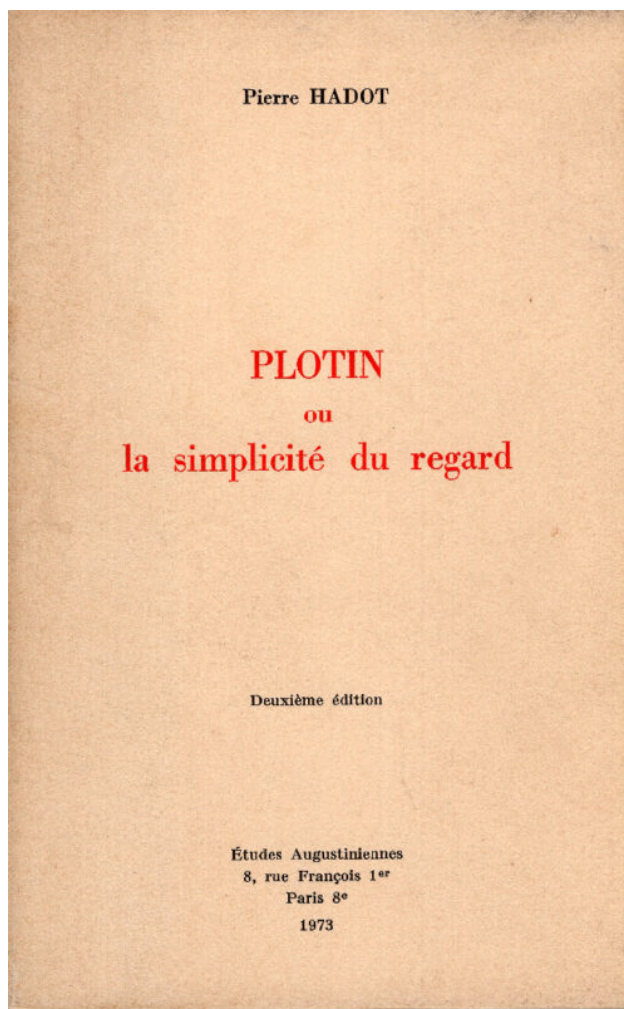 Pierre HADOT
PLOTIN
ou
la simplicité du regard
Deuxième édition
Études Augustiniennes
8, rue François 1er
Paris 8e
1973